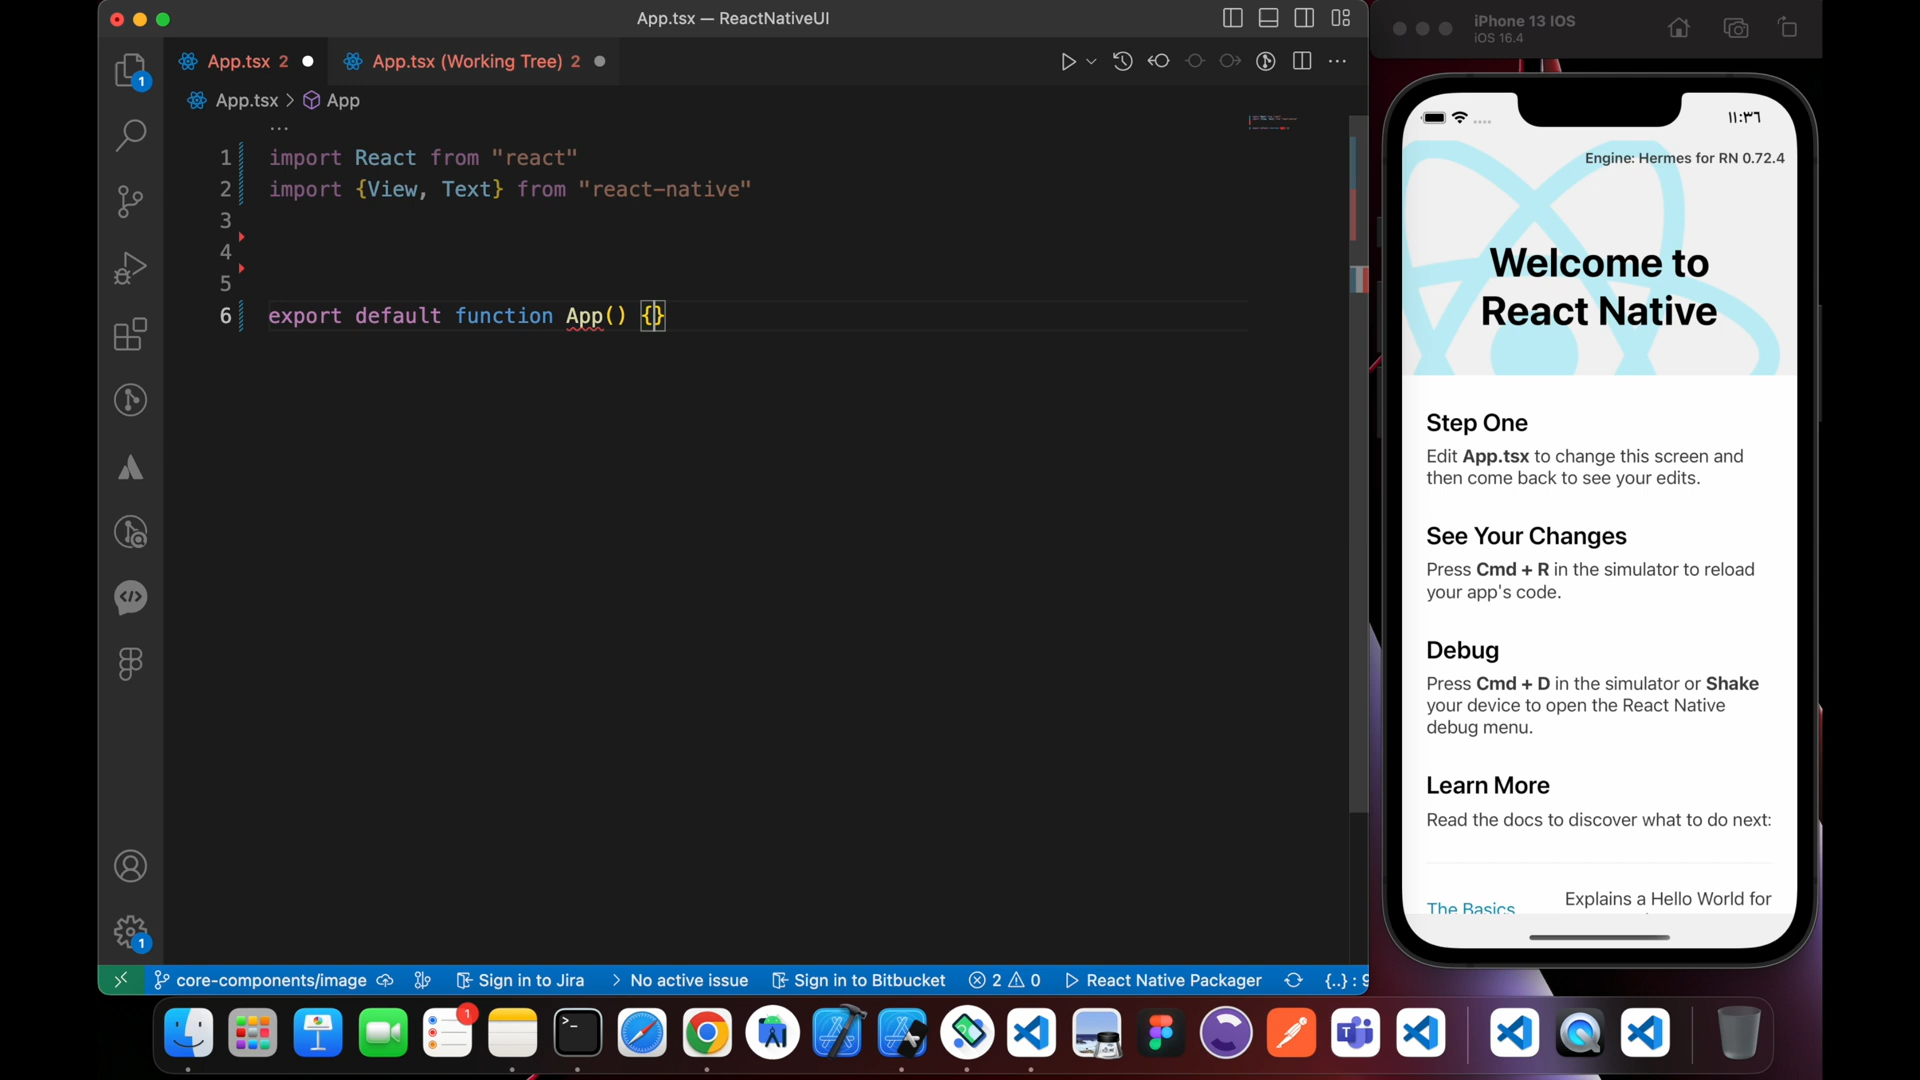 App.tsx — ReactNativeUI
App.tsx 2
App.tsx (Working Tree) 2
App.tsx > App
...
1 import React from "react"
2 import {View, Text} from "react-native"
3
4
5
6 export default function App() {}
1
1
core-components/image
Sign in to Jira
No active issue
Sign in to Bitbucket
2 0
React Native Packager
{..} : 9
1
iPhone 13 IOS
iOS 16.4
١١:٣٦
Engine: Hermes for RN 0.72.4
Welcome to
React Native
Step One
Edit App.tsx to change this screen and
then come back to see your edits.
See Your Changes
Press Cmd + R in the simulator to reload
your app's code.
Debug
Press Cmd + D in the simulator or Shake
your device to open the React Native
debug menu.
Learn More
Read the docs to discover what to do next:
The Basics
Explains a Hello World for